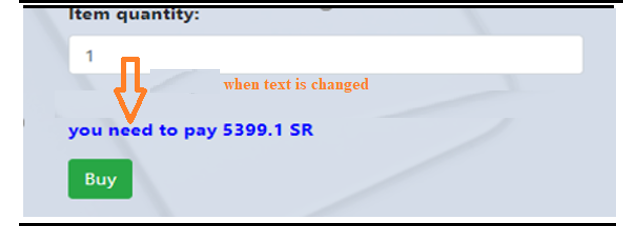 Item quantity:
1
when text is changed
you need to pay 5399.1 SR
Buy